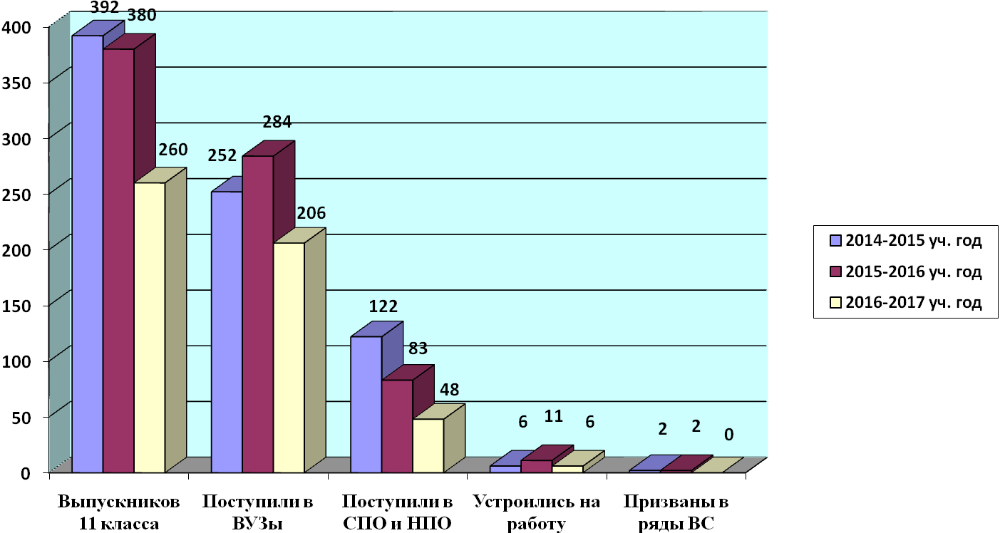 392
380
400
350
300
250
200
150
100
50
0
260
252
284
206
122
83
48
6
11
6
2
2
0
Выпускников
11 класса
Поступили в
ВУЗы
Поступили в
СПО и НПО
Устроились на
работу
Призваны в
ряды ВС
2014-2015 уч. год
2015-2016 уч. год
2016-2017 уч. год